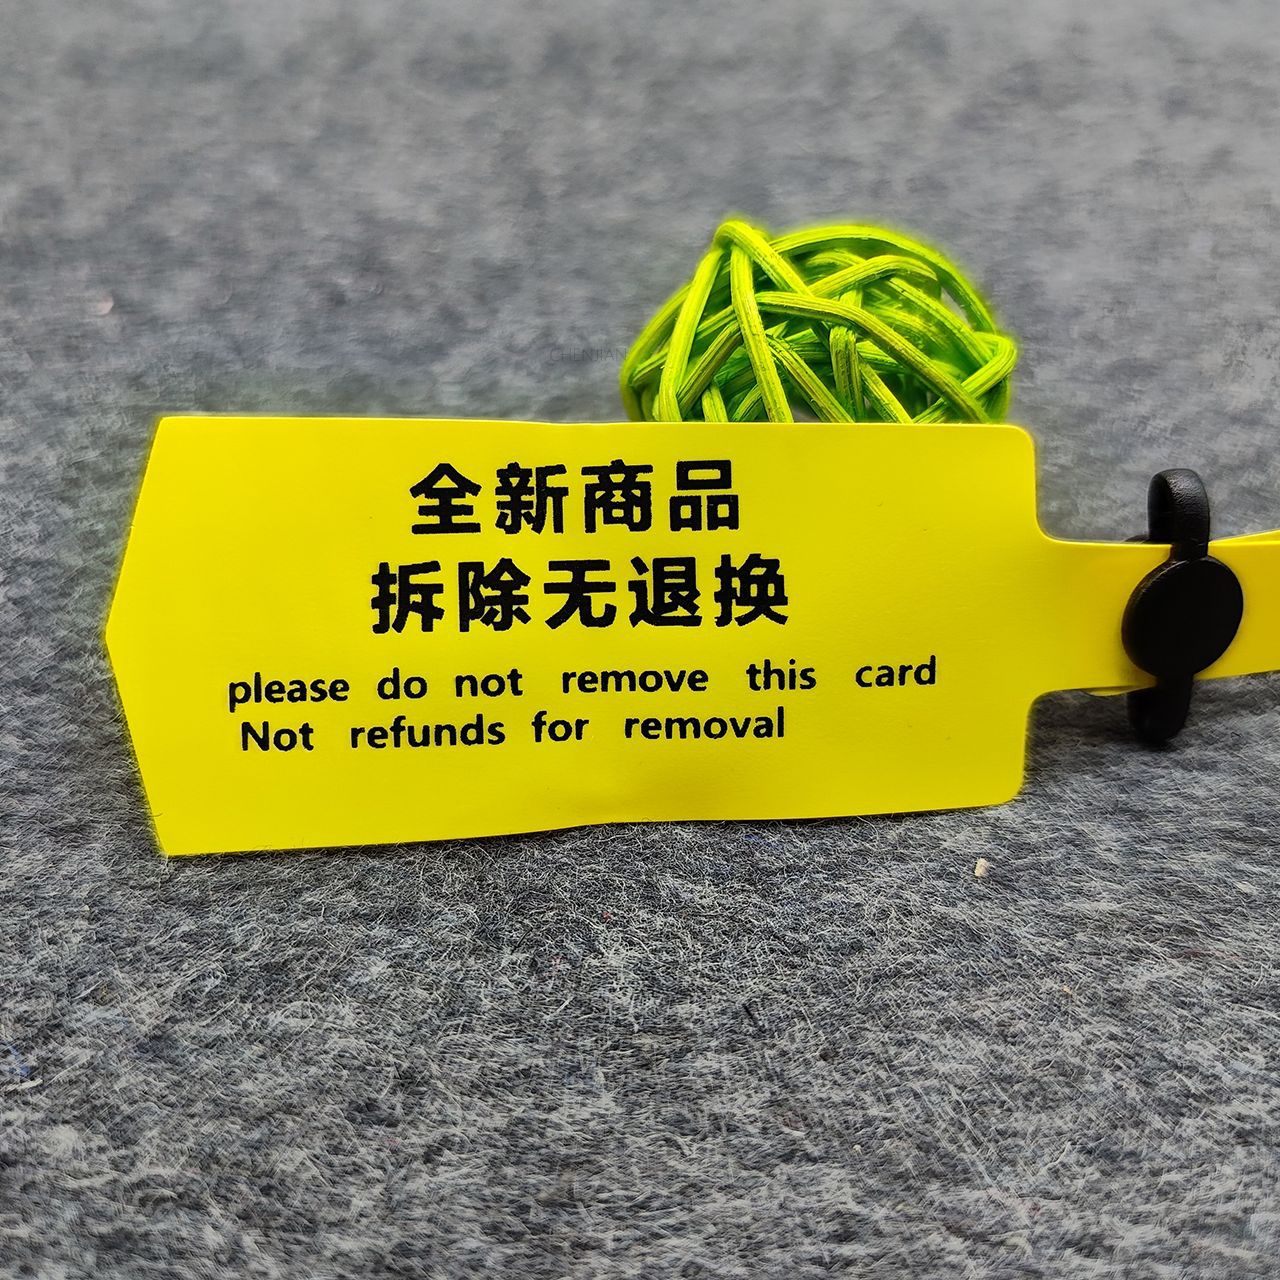 CHENJIAN
全新商品
拆除无退换
please do not remove this card
Not refunds for removal